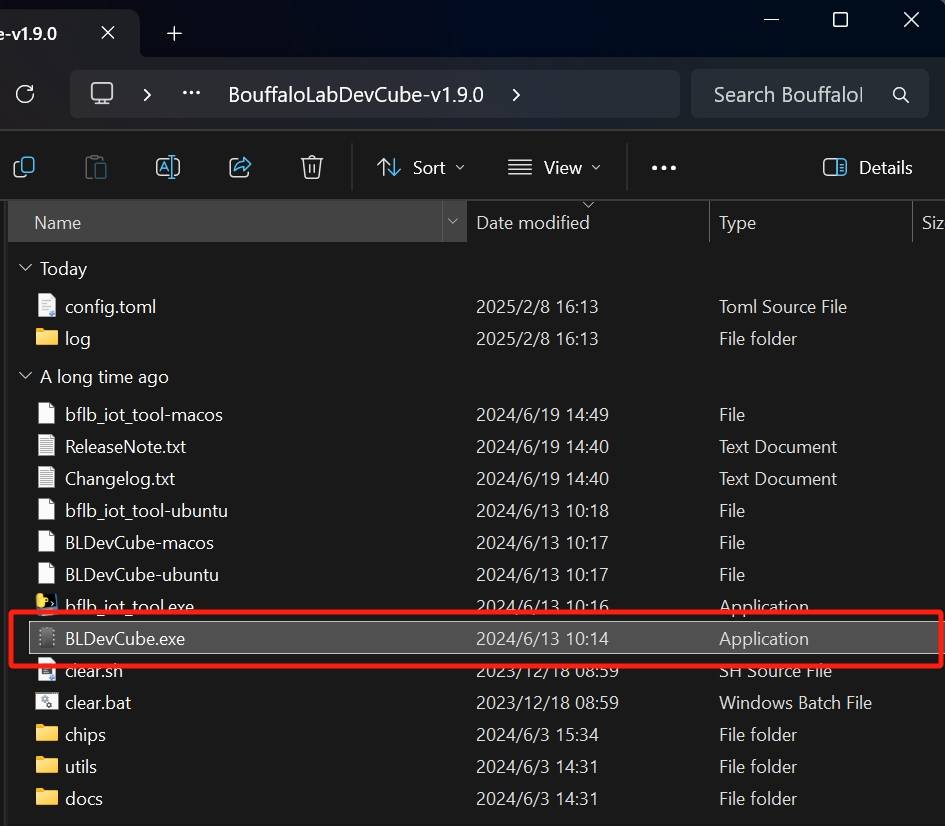 e-v1.9.0
BouffaloLabDevCube-v1.9.0
Search Bouffalol
Sort View Details
Name Date modified Type Siz
Today
config.toml 2025/2/8 16:13 Toml Source File
log 2025/2/8 16:13 File folder
A long time ago
bflb_iot_tool-macos 2024/6/19 14:49 File
ReleaseNote.txt 2024/6/19 14:40 Text Document
Changelog.txt 2024/6/19 14:40 Text Document
bflb_iot_tool-ubuntu 2024/6/13 10:18 File
BLDevCube-macos 2024/6/13 10:17 File
BLDevCube-ubuntu 2024/6/13 10:17 File
bflb_iot_tool.exe 2024/6/13 10:16 Application
BLDevCube.exe 2024/6/13 10:14 Application
clear.sh 2023/12/18 08:59 SH Source File
clear.bat 2023/12/18 08:59 Windows Batch File
chips 2024/6/3 15:34 File folder
utils 2024/6/3 14:31 File folder
docs 2024/6/3 14:31 File folder